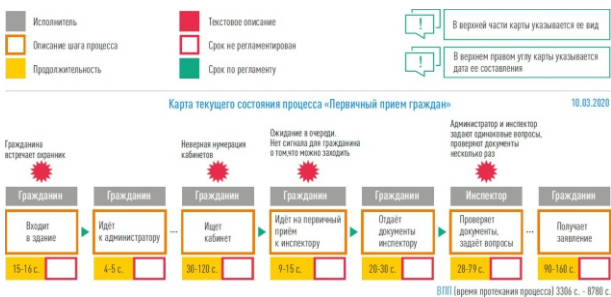 Исполнитель
Текстовое описание
В верхней части карты указывается ее вид
Описание шага процесса
Срок не регламентирован
Продолжительность
Срок по регламенту
В верхнем правом углу карты указывается
дата ее составления
Карта текущего состояния процесса «Первичный прием граждан»
10.03.2020
Гражданина
встречает охранник
Неверная нумерация
кабинетов
Ожидание в очереди.
Нет сигнала для гражданина
о том,что можно заходить
Администратор и инспектор
задают одинаковые вопросы,
проверяют документы
несколько раз
Гражданин
Гражданин
Гражданин
Гражданин
Гражданин
Инспектор
Гражданин
Входит
в здание
Идёт
к администратору
...
Ищет
кабинет
Идёт на первичный
приём
к инспектору
Отдаёт
документы
инспектору
Проверяет
документы,
задаёт вопросы
...
Получает
заявление
15-16 с.
4-5 с.
30-120 с.
9-15 с.
20-30 с.
28-79 с.
90-160 с.
ВПП (время протекания процесса) 3306 с. - 8780 с.